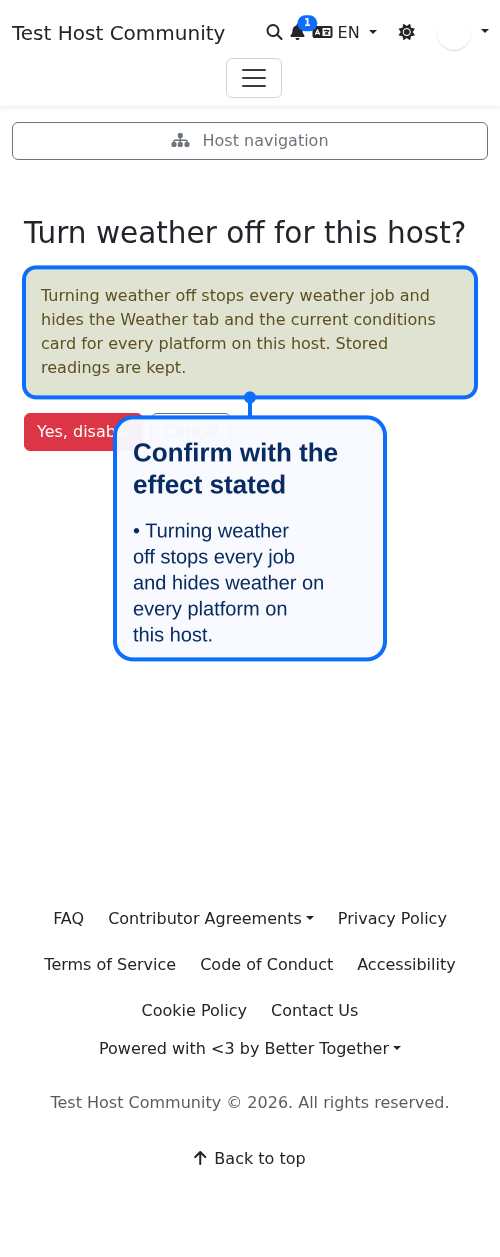 Test Host Community
1
EN
Host navigation
Turn weather off for this host?
Turning weather off stops every weather job and
hides the Weather tab and the current conditions
card for every platform on this host. Stored
readings are kept.
Yes, disab
Cancel
Confirm with the
effect stated
• Turning weather
off stops every job
and hides weather on
every platform on
this host.
FAQ
Contributor Agreements
Privacy Policy
Terms of Service
Code of Conduct
Accessibility
Cookie Policy
Contact Us
Powered with <3 by Better Together
Test Host Community © 2026. All rights reserved.
Back to top